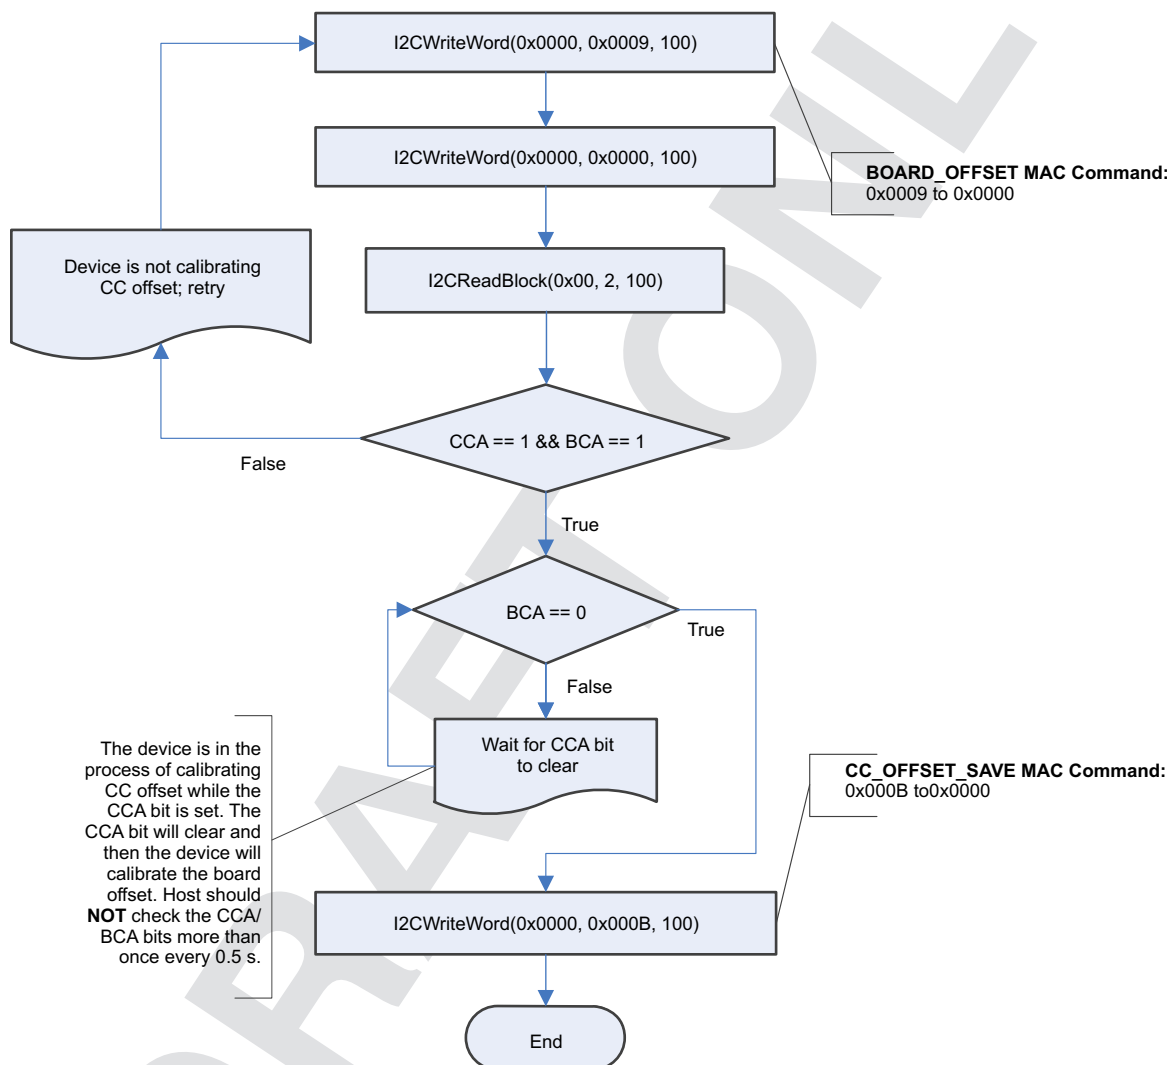 I2CWriteWord(0x0000, 0x0009, 100)
I2CWriteWord(0x0000, 0x0000, 100)
BOARD_OFFSET MAC Command:
0x0009 to 0x0000
Device is not calibrating
CC offset; retry
I2CReadBlock(0x00, 2, 100)
CCA == 1 && BCA == 1
False
True
BCA == 0
True
False
Wait for CCA bit
to clear
The device is in the
process of calibrating
CC offset while the
CCA bit is set. The
CCA bit will clear and
then the device will
calibrate the board
offset. Host should
NOT check the CCA/
BCA bits more than
once every 0.5 s.
CC_OFFSET_SAVE MAC Command:
0x000B to0x0000
I2CWriteWord(0x0000, 0x000B, 100)
End